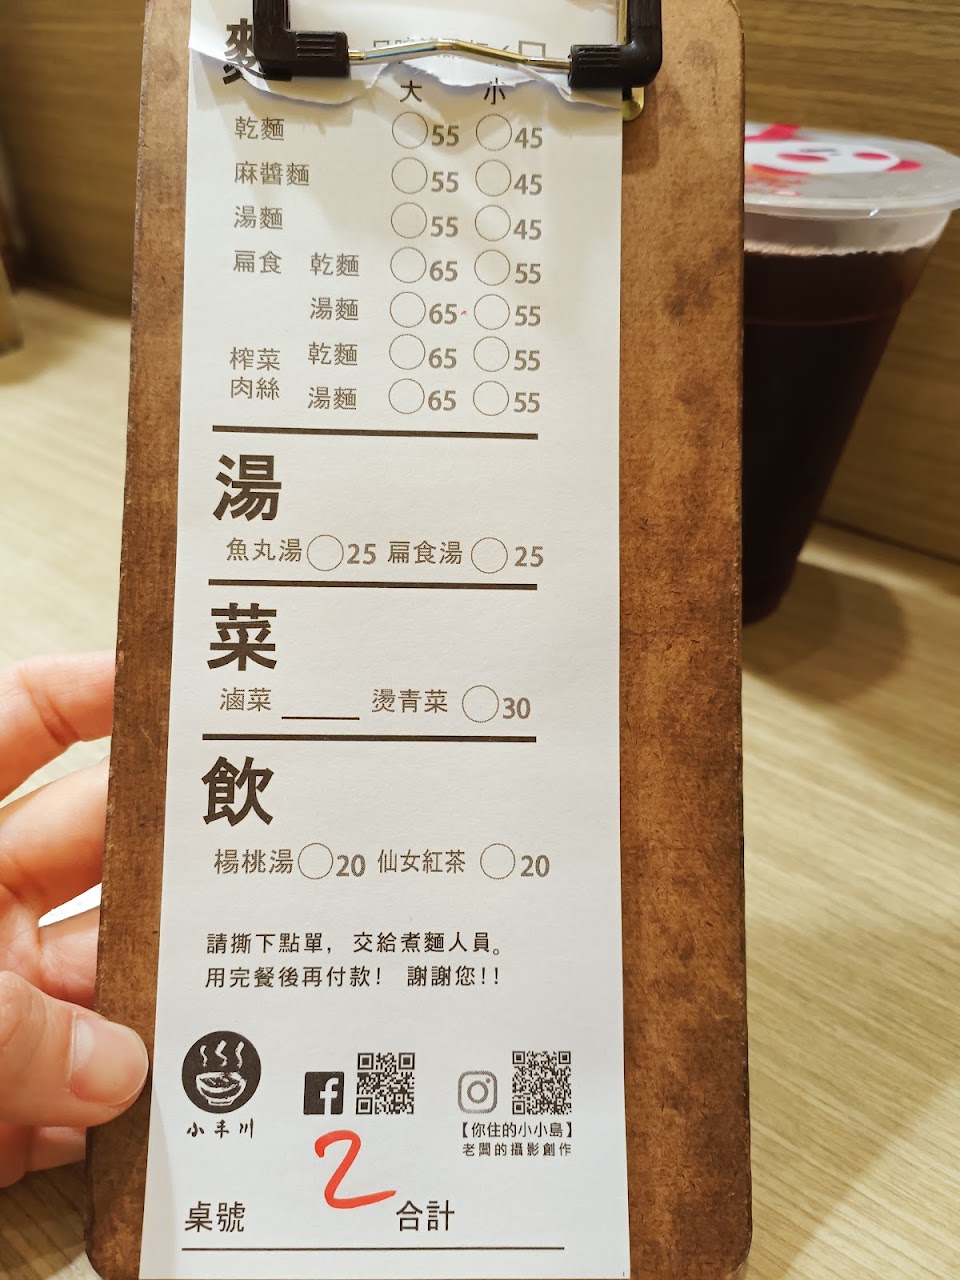 麵
大 小
乾麵 55 45
麻醬麵 55 45
湯麵 55 45
扁食 乾麵 65 55
湯麵 65 55
榨菜肉絲 乾麵 65 55
湯麵 65 55
湯
魚丸湯 25 扁食湯 25
菜
滷菜 燙青菜 30
飲
楊桃湯 20 仙女紅茶 20
請撕下點單，交給煮麵人員。
用完餐後再付款！ 謝謝您!!
小丰川
【你住的小小島】
老闆的攝影創作
2
桌號 合計